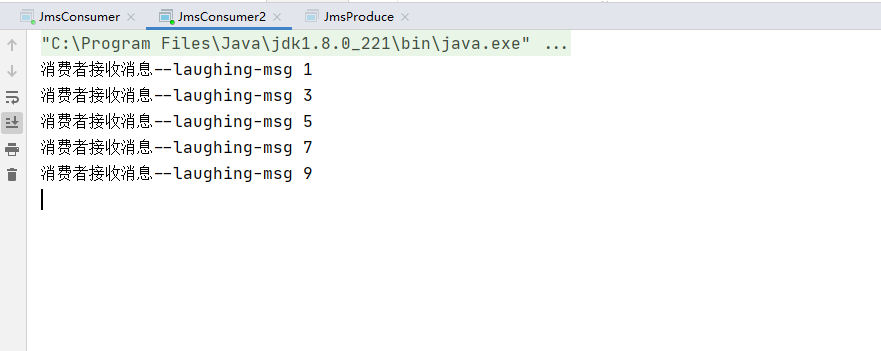 JmsConsumer JmsConsumer2 JmsProduce
"C:\Program Files\Java\jdk1.8.0_221\bin\java.exe" ...
消费者接收消息--laughing-msg 1
消费者接收消息--laughing-msg 3
消费者接收消息--laughing-msg 5
消费者接收消息--laughing-msg 7
消费者接收消息--laughing-msg 9